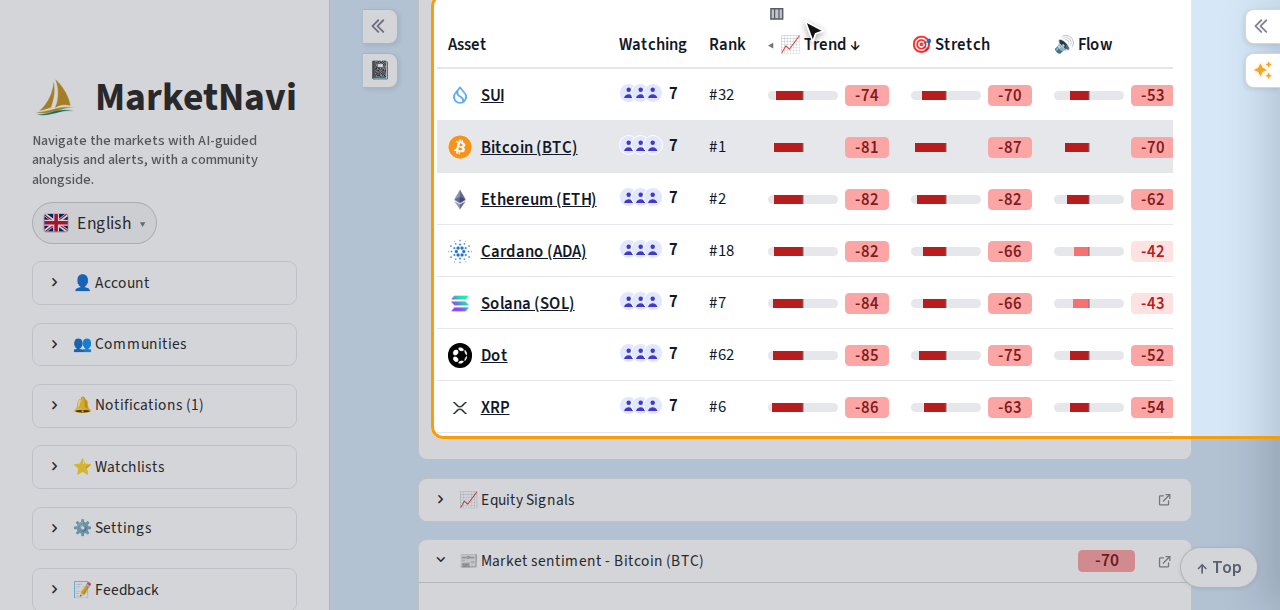 MarketNavi
Navigate the markets with AI-guided
analysis and alerts, with a community
alongside.
English
Account
Communities
Notifications (1)
Watchlists
Settings
Feedback
Asset Watching Rank Trend ↓ Stretch Flow
SUI 7 #32 -74 -70 -53
Bitcoin (BTC) 7 #1 -81 -87 -70
Ethereum (ETH) 7 #2 -82 -82 -62
Cardano (ADA) 7 #18 -82 -66 -42
Solana (SOL) 7 #7 -84 -66 -43
Dot 7 #62 -85 -75 -52
XRP 7 #6 -86 -63 -54
Equity Signals
Market sentiment - Bitcoin (BTC) -70
↑ Top